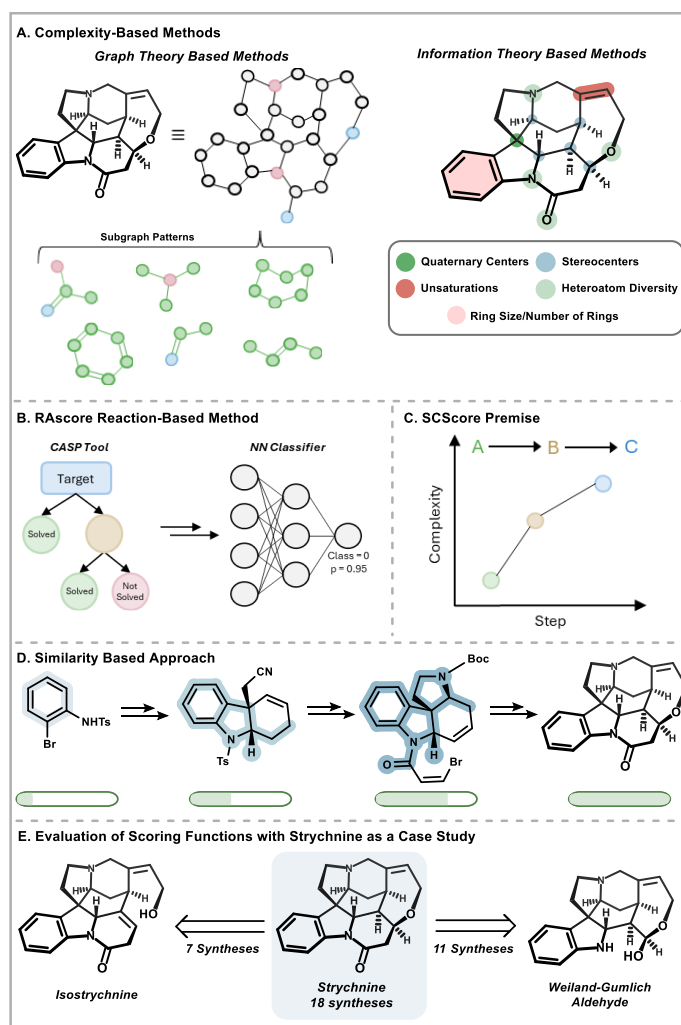 A. Complexity-Based Methods
Graph Theory Based Methods
Information Theory Based Methods
N
H
H
N
H
H
O
O
≡
Subgraph Patterns
N
H
H
N
H
H
O
O
Quaternary Centers
Stereocenters
Unsaturations
Heteroatom Diversity
Ring Size/Number of Rings
B. RAscore Reaction-Based Method
CASP Tool
NN Classifier
Target
Solved
Solved
Not
Solved
Class = 0
p = 0.95
C. SCScore Premise
A
B
C
Complexity
Step
D. Similarity Based Approach
NHTs
Br
CN
N
Ts
H
Boc
N
N
H
O
Br
N
H
H
N
H
H
O
O
E. Evaluation of Scoring Functions with Strychnine as a Case Study
N
H
H
HO
N
O
Isostrychnine
7 Syntheses
N
H
H
N
H
H
O
O
Strychnine
18 syntheses
11 Syntheses
N
H
H
NH
H
O
H
HO
Weiland-Gumlich
Aldehyde